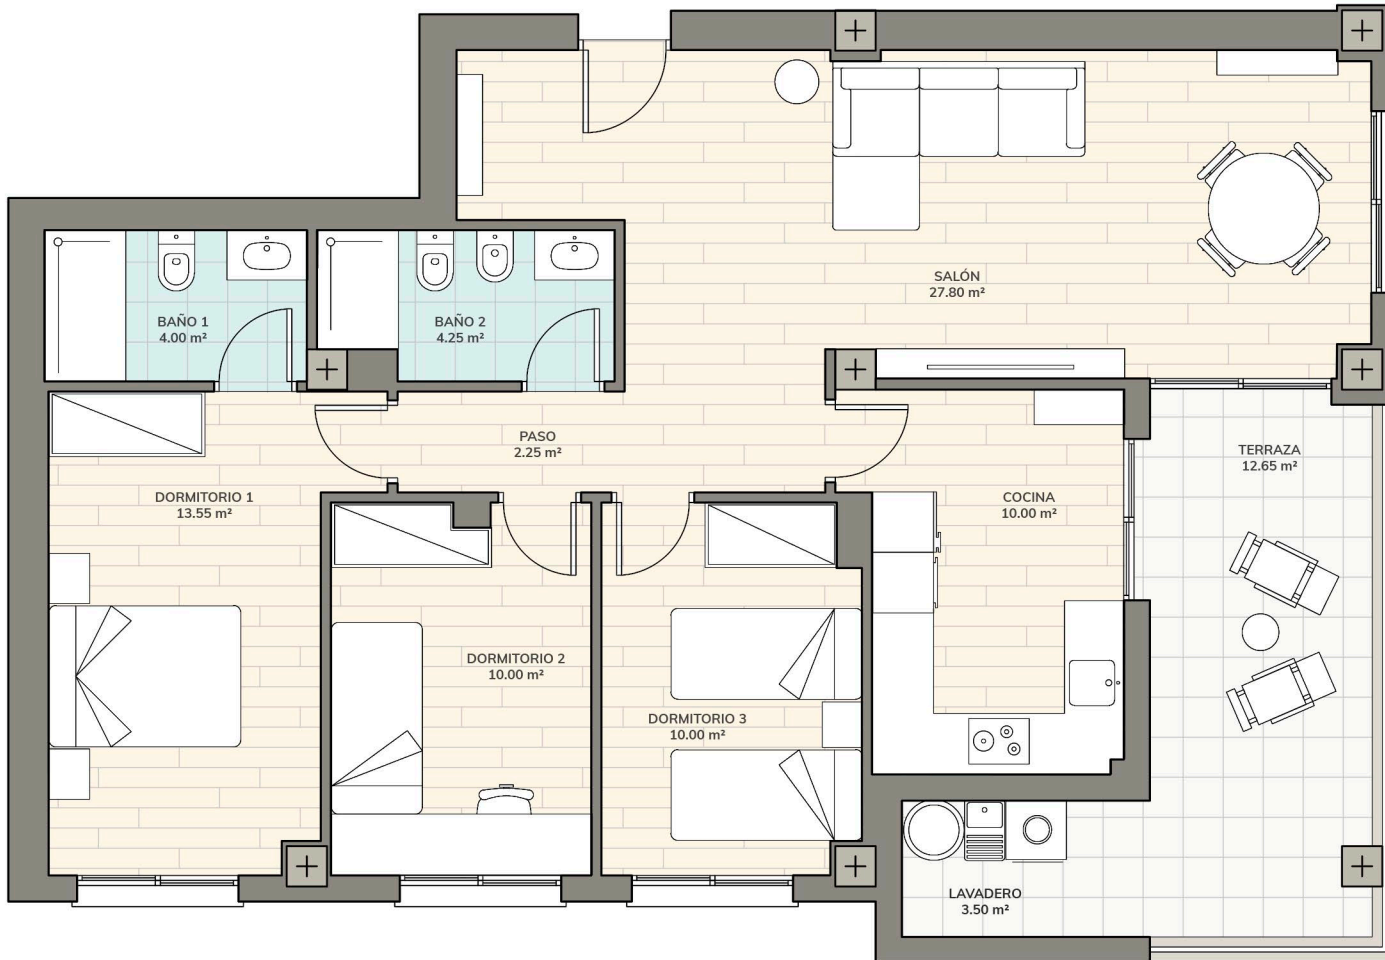 SALÓN
27.80 m²
BAÑO 1
4.00 m²
BAÑO 2
4.25 m²
PASO
2.25 m²
TERRAZA
12.65 m²
DORMITORIO 1
13.55 m²
COCINA
10.00 m²
DORMITORIO 2
10.00 m²
DORMITORIO 3
10.00 m²
LAVADERO
3.50 m²